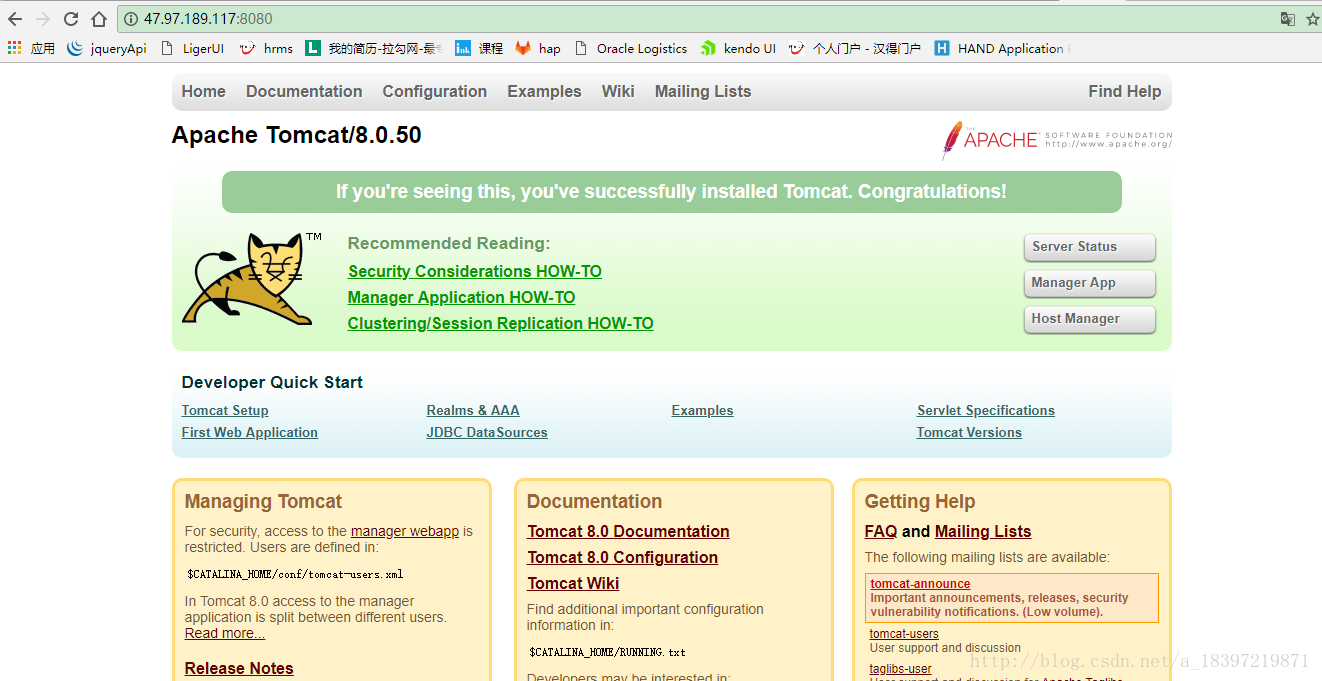 47.97.189.117:8080
应用 jqueryApi LigerUI hrms 我的简历-拉勾网-最专 课程 hap Oracle Logistics kendo UI 个人门户 - 汉得门户 HAND Application
Home Documentation Configuration Examples Wiki Mailing Lists Find Help
Apache Tomcat/8.0.50
THE APACHE SOFTWARE FOUNDATION
http://www.apache.org/
If you're seeing this, you've successfully installed Tomcat. Congratulations!
TM
Recommended Reading:
Security Considerations HOW-TO
Manager Application HOW-TO
Clustering/Session Replication HOW-TO
Server Status
Manager App
Host Manager
Developer Quick Start
Tomcat Setup
First Web Application
Realms & AAA
JDBC DataSources
Examples
Servlet Specifications
Tomcat Versions
Managing Tomcat
For security, access to the manager webapp is
restricted. Users are defined in:
$CATALINA_HOME/conf/tomcat-users.xml
In Tomcat 8.0 access to the manager
application is split between different users.
Read more...
Release Notes
Documentation
Tomcat 8.0 Documentation
Tomcat 8.0 Configuration
Tomcat Wiki
Find additional important configuration
information in:
$CATALINA_HOME/RUNNING.txt
Developers may be interested in:
Getting Help
FAQ and Mailing Lists
The following mailing lists are available:
tomcat-announce
Important announcements, releases, security
vulnerability notifications. (Low volume).
tomcat-users
User support and discussion
taglibs-user
User support and discussion for Apache Taglibs
http://blog.csdn.net/a_18397219871